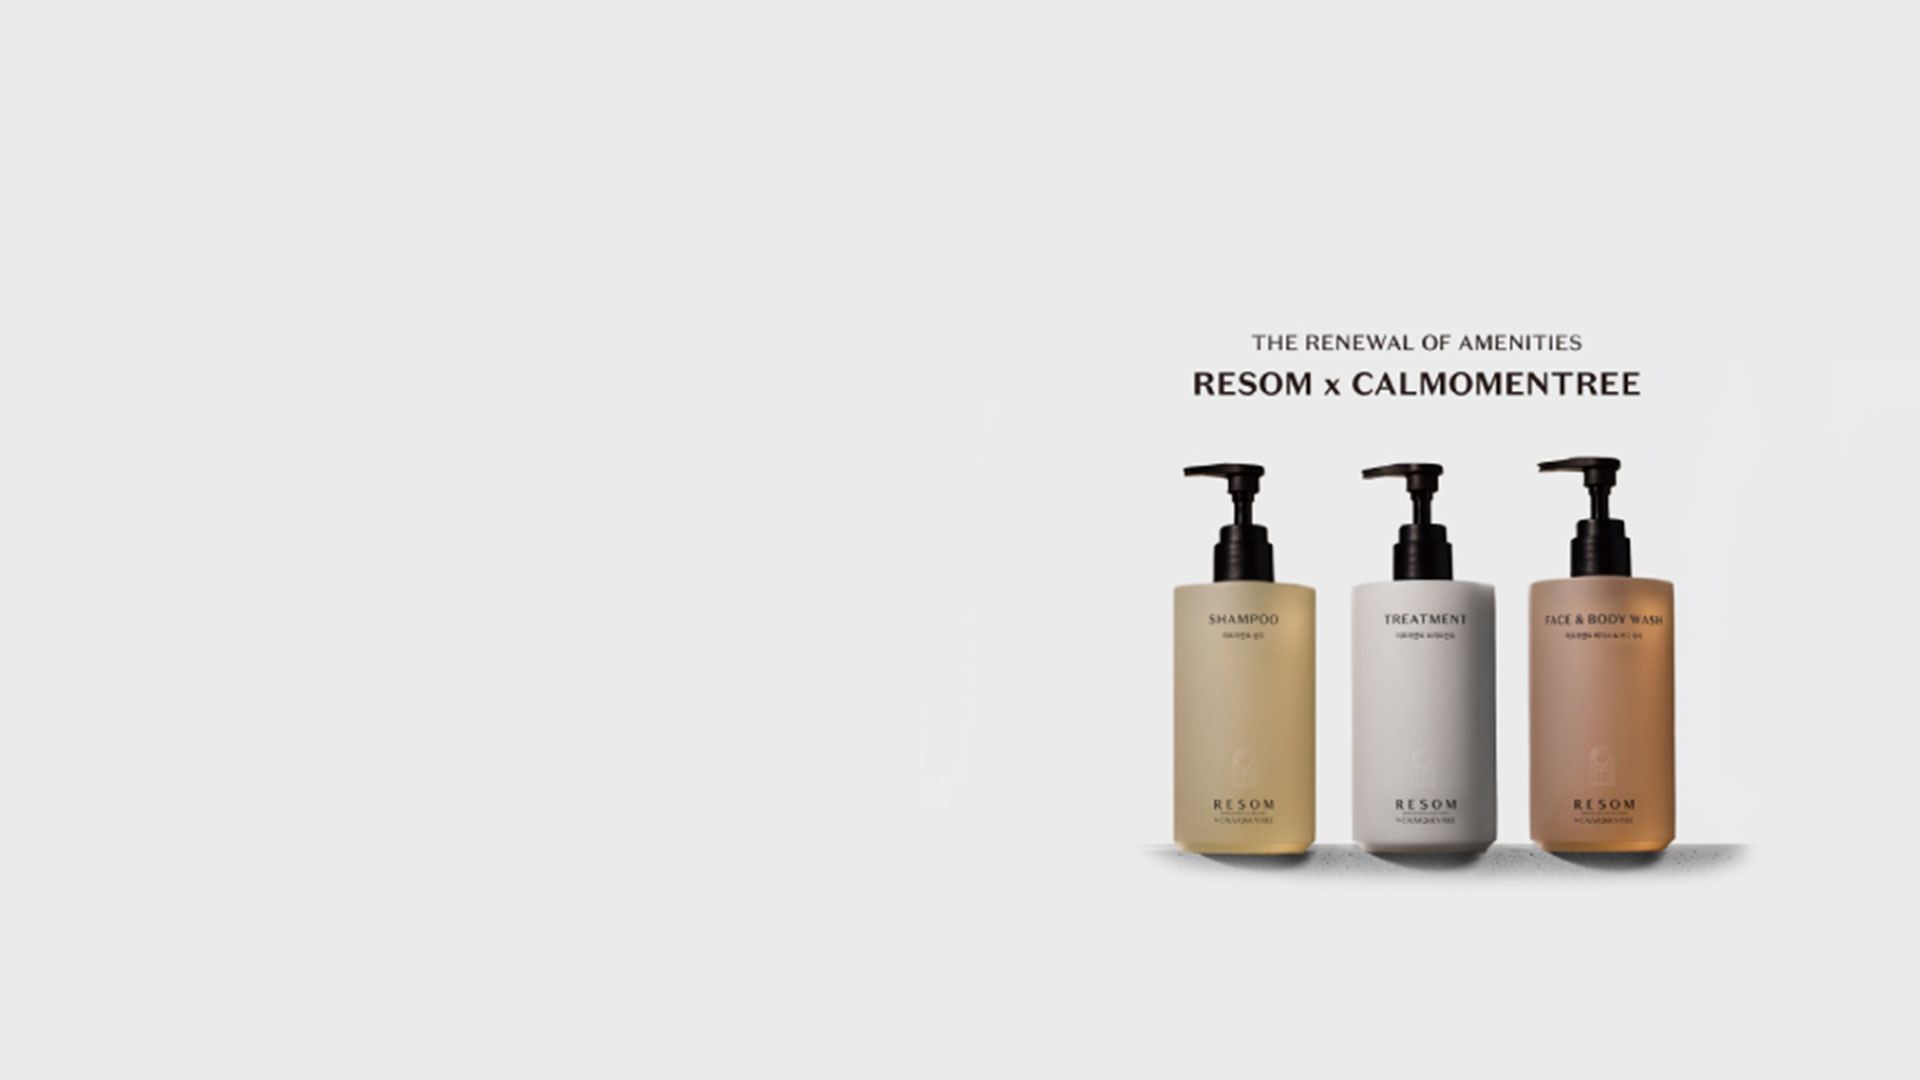 THE RENEWAL OF AMENITIES
RESOM x CALMOMENTREE
SHAMPOO
TREATMENT
FACE & BODY WASH
RESOM
RESOM
RESOM